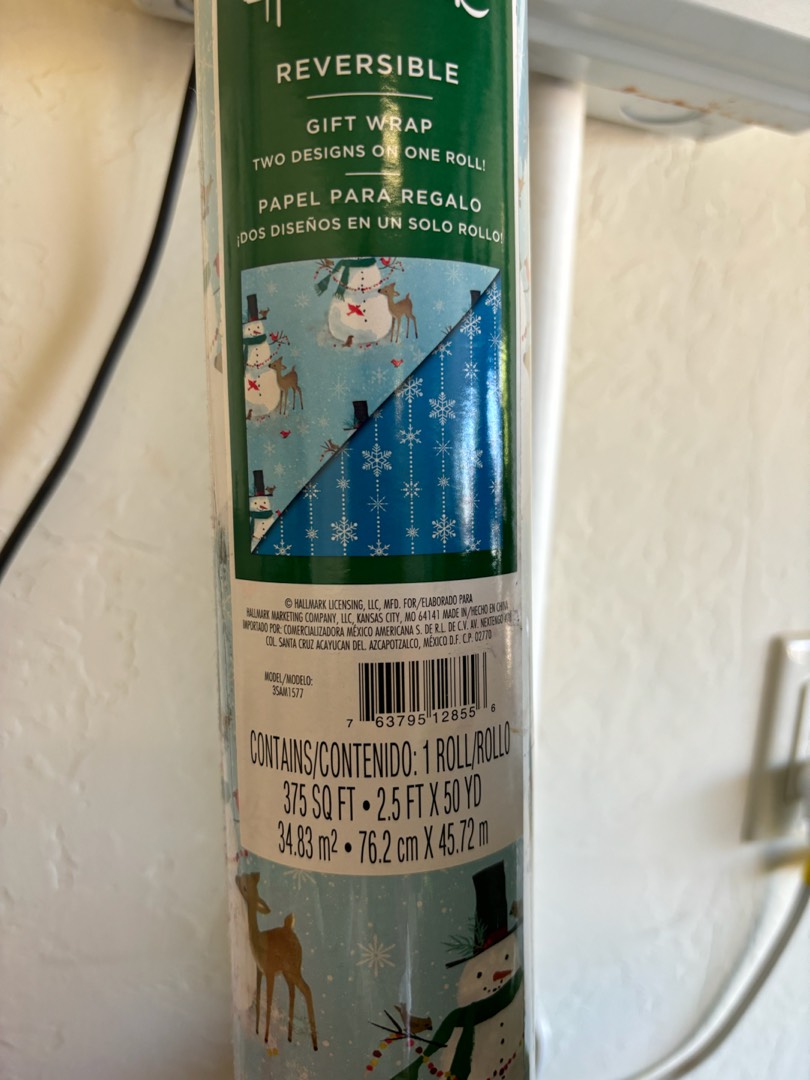 REVERSIBLE
GIFT WRAP
TWO DESIGNS ON ONE ROLL!
PAPEL PARA REGALO
¡DOS DISEÑOS EN UN SOLO ROLLO!
© HALLMARK LICENSING, LLC, MFD. FOR/ELABORADO PARA
HALLMARK MARKETING COMPANY, LLC, KANSAS CITY, MO 64141 MADE IN/HECHO EN CHINA
IMPORTADO POR: COMERCIALIZADORA MÉXICO AMERICANA S. DE R.L. DE C.V. AV. NEXTENGO
COL. SANTA CRUZ ACAYUCAN DEL. AZCAPOTZALCO, MÉXICO D.F. C.P. 02770
MODEL/MODELO:
3SAM1577
7 63795 12855 6
CONTAINS/CONTENIDO: 1 ROLL/ROLLO
375 SQ FT • 2.5 FT X 50 YD
34.83 m² • 76.2 cm X 45.72 m